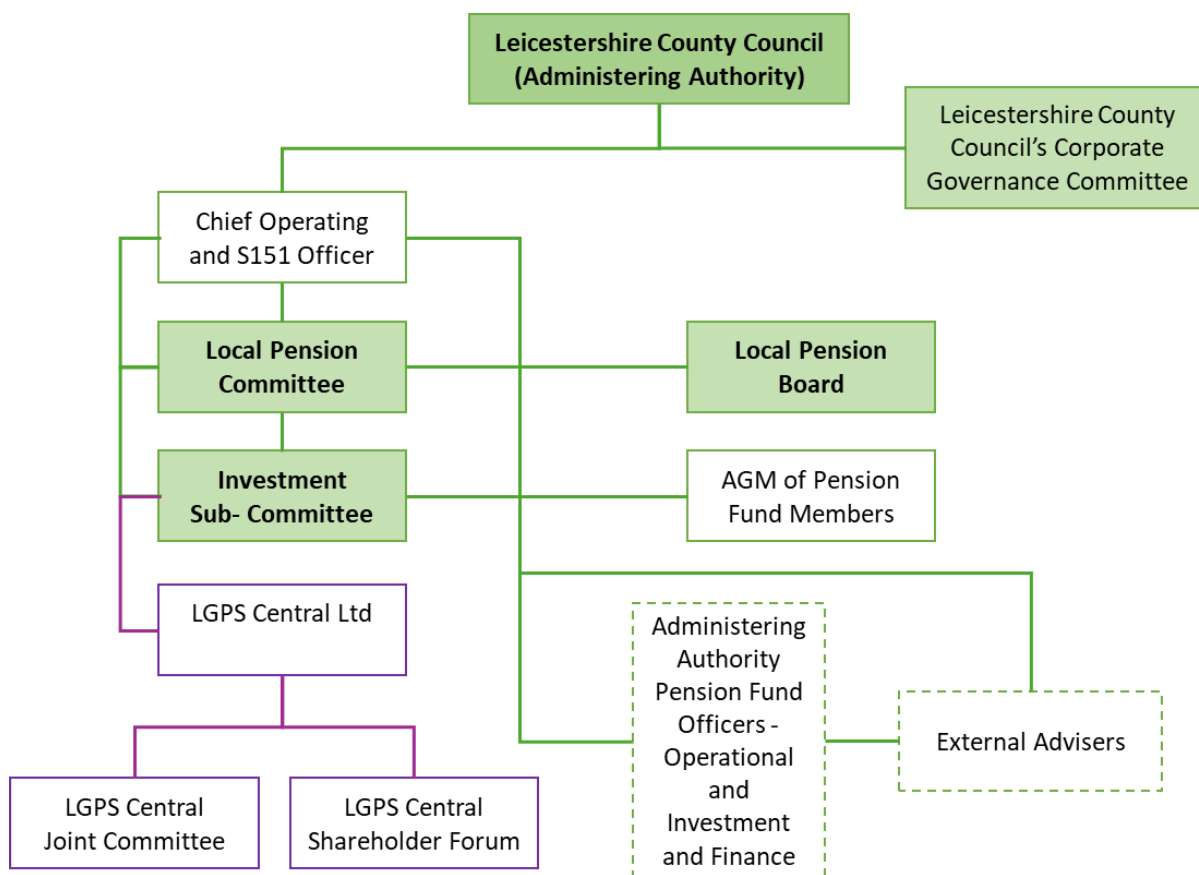 Leicestershire County Council
(Administering Authority)
Leicestershire County
Council’s Corporate
Governance Committee
Chief Operating
and S151 Officer
Local Pension
Committee
Local Pension
Board
Investment
Sub- Committee
AGM of Pension
Fund Members
LGPS Central Ltd
Administering
Authority
Pension Fund
Officers -
Operational
and
Investment
and Finance
External Advisers
LGPS Central
Joint Committee
LGPS Central
Shareholder Forum